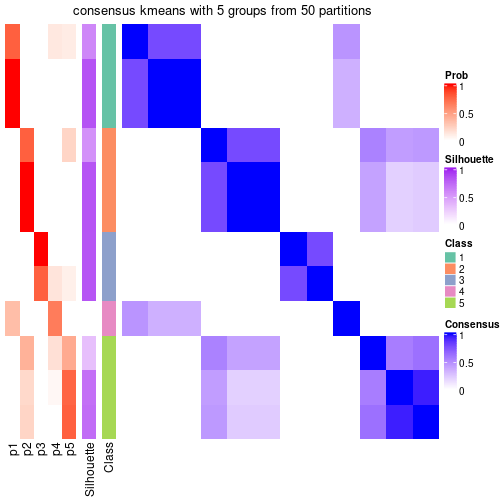 consensus kmeans with 5 groups from 50 partitions
Prob
1
0.5
0
Silhouette
1
0.5
0
Class
1
2
3
4
5
Consensus
1
0.5
0
p1
p2
p3
p4
p5
Silhouette
Class